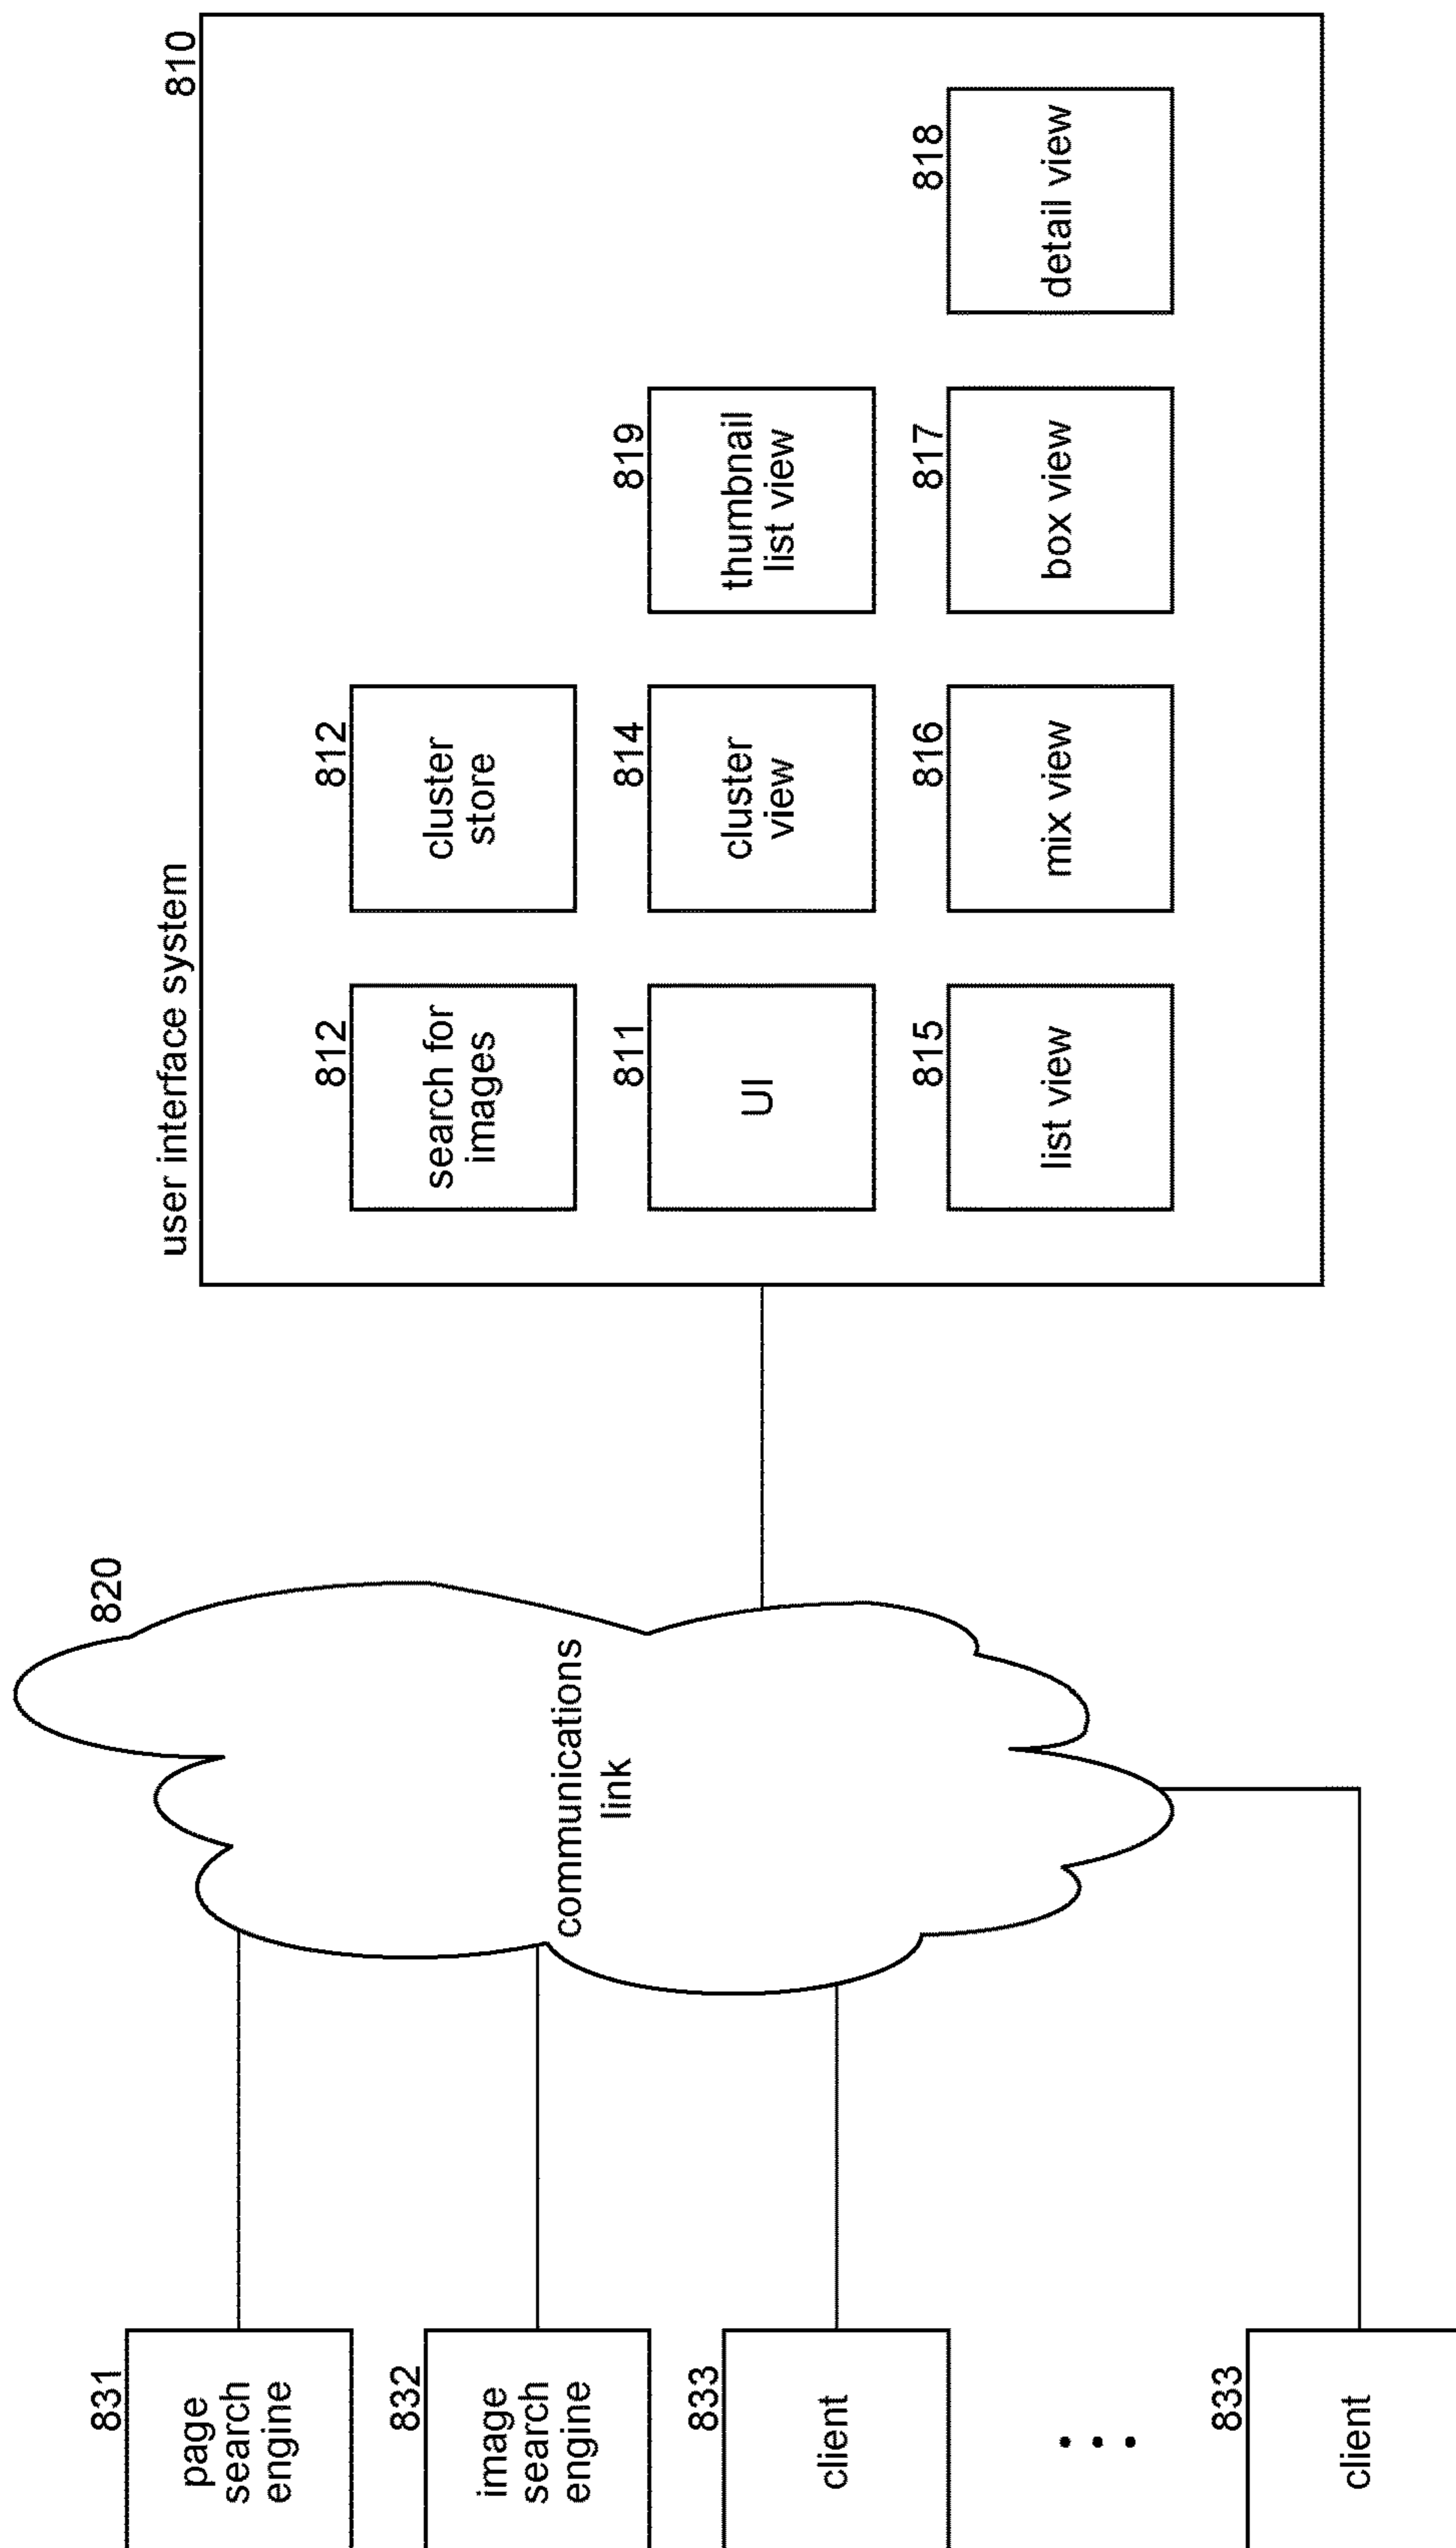 831
page
search
engine
832
image
search
engine
833
client
833
client
820
communications
link
user interface system
810
812
search for
images
812
cluster
store
811
UI
814
cluster
view
819
thumbnail
list view
815
list view
816
mix view
817
box view
818
detail view